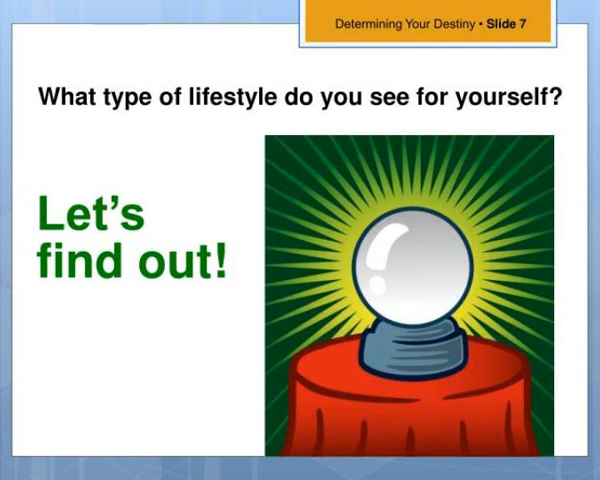 Determining Your Destiny • Slide 7
What type of lifestyle do you see for yourself?
Let’s
find out!